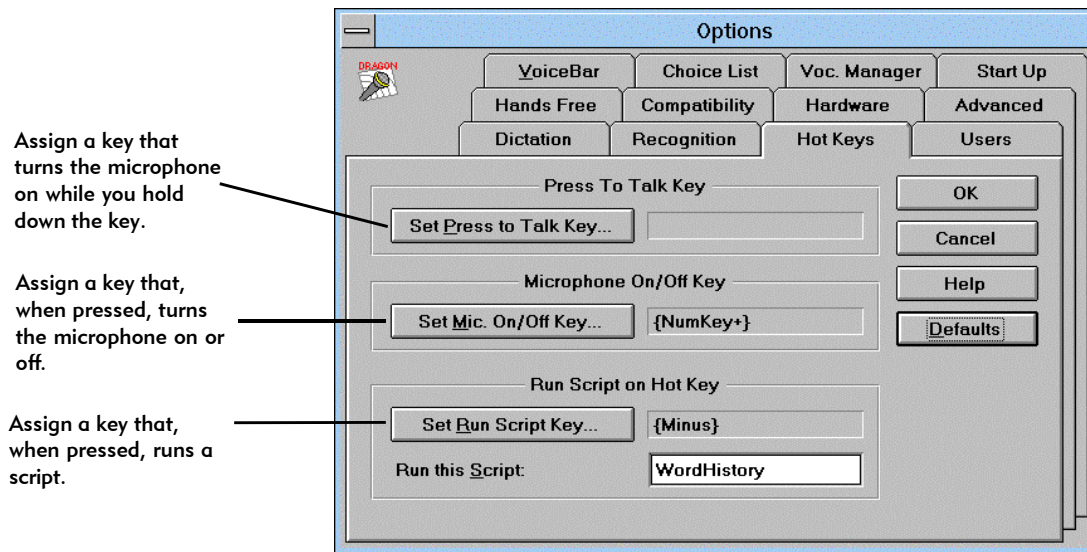 Options
DRAGON
VoiceBar Choice List Voc. Manager Start Up
Hands Free Compatibility Hardware Advanced
Dictation Recognition Hot Keys Users
Assign a key that
turns the microphone
on while you hold
down the key.
Press To Talk Key
Set Press to Talk Key...
OK
Cancel
Assign a key that,
when pressed, turns
the microphone on or
off.
Microphone On/Off Key
Set Mic. On/Off Key... {NumKey+}
Help
Defaults
Assign a key that,
when pressed, runs a
script.
Run Script on Hot Key
Set Run Script Key... {Minus}
Run this Script: WordHistory